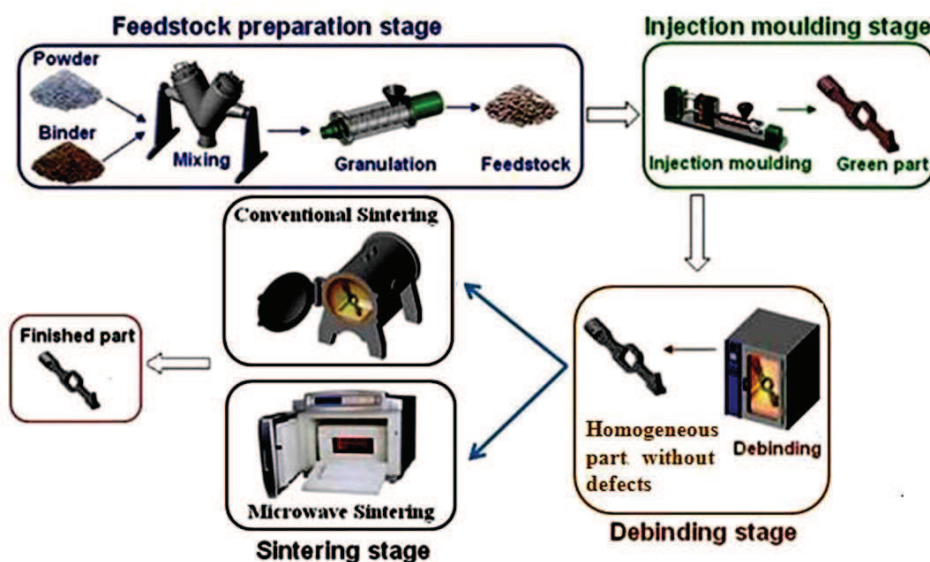 Feedstock preparation stage
Injection moulding stage
Powder
Binder
Mixing
Granulation
Feedstock
Injection moulding
Green part
Conventional Sintering
Finished part
Homogeneous
part without
defects
Debinding
Microwave Sintering
Sintering stage
Debinding stage